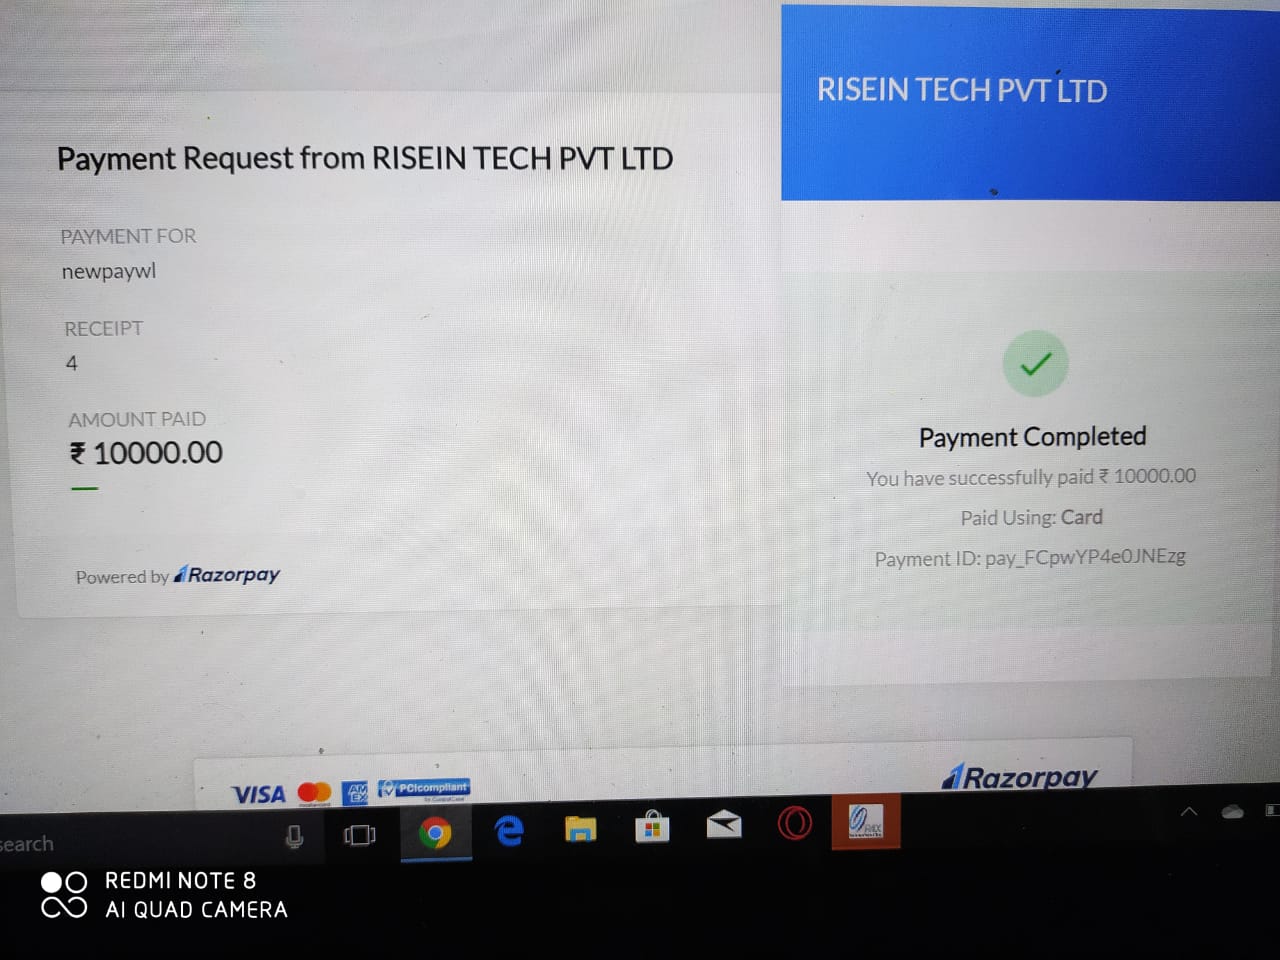 RISEIN TECH PVT LTD
Payment Request from RISEIN TECH PVT LTD
PAYMENT FOR
newpaywl
RECEIPT
4
AMOUNT PAID
₹ 10000.00
Powered by Razorpay
Payment Completed
You have successfully paid ₹ 10000.00
Paid Using: Card
Payment ID: pay_FCpwYP4e0JNEzg
VISA
AM
EX
PCIcompliant
Razorpay
search
REDMI NOTE 8
AI QUAD CAMERA